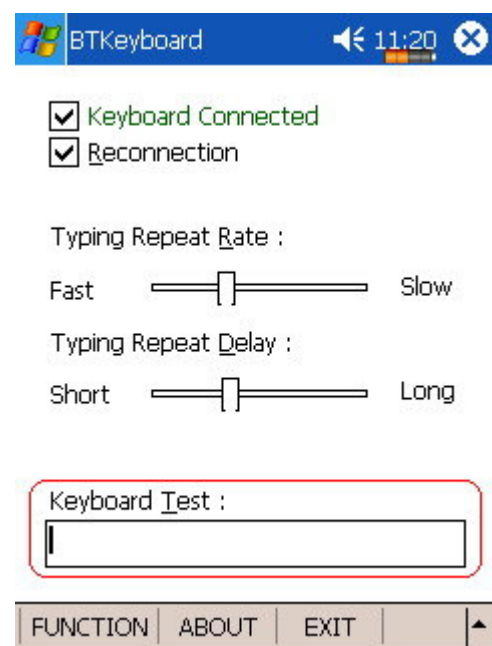 BTKeyboard 11:20
Keyboard Connected
Reconnection
Typing Repeat Rate :
Fast Slow
Typing Repeat Delay :
Short Long
Keyboard Test :
FUNCTION ABOUT EXIT